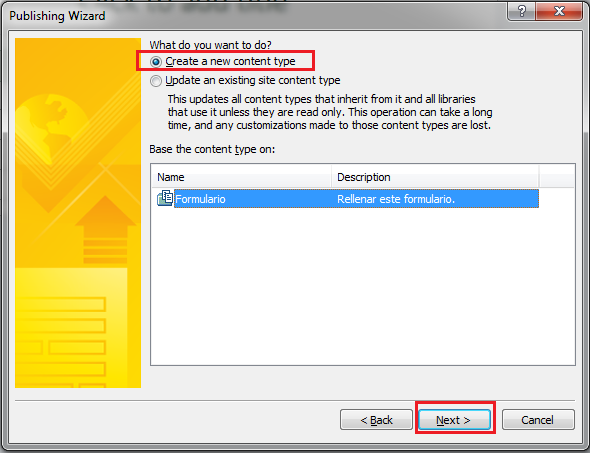 Publishing Wizard
What do you want to do?
Create a new content type
Update an existing site content type
This updates all content types that inherit from it and all libraries
that use it unless they are read only. This operation can take a long
time, and any customizations made to those content types are lost.
Base the content type on:
Name Description
Formulario Rellenar este formulario.
< Back Next > Cancel